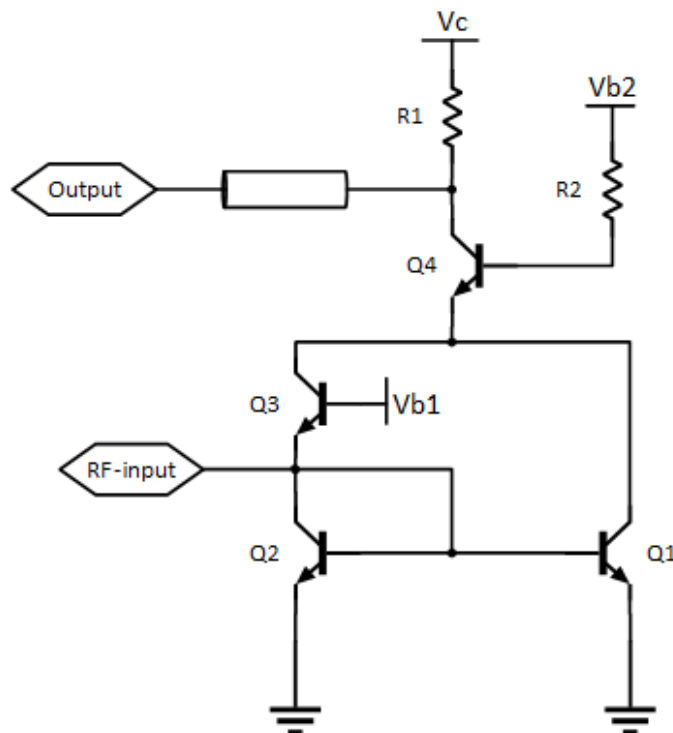 Vc
R1
Vb2
Output
R2
Q4
Q3
Vb1
RF-input
Q2
Q1